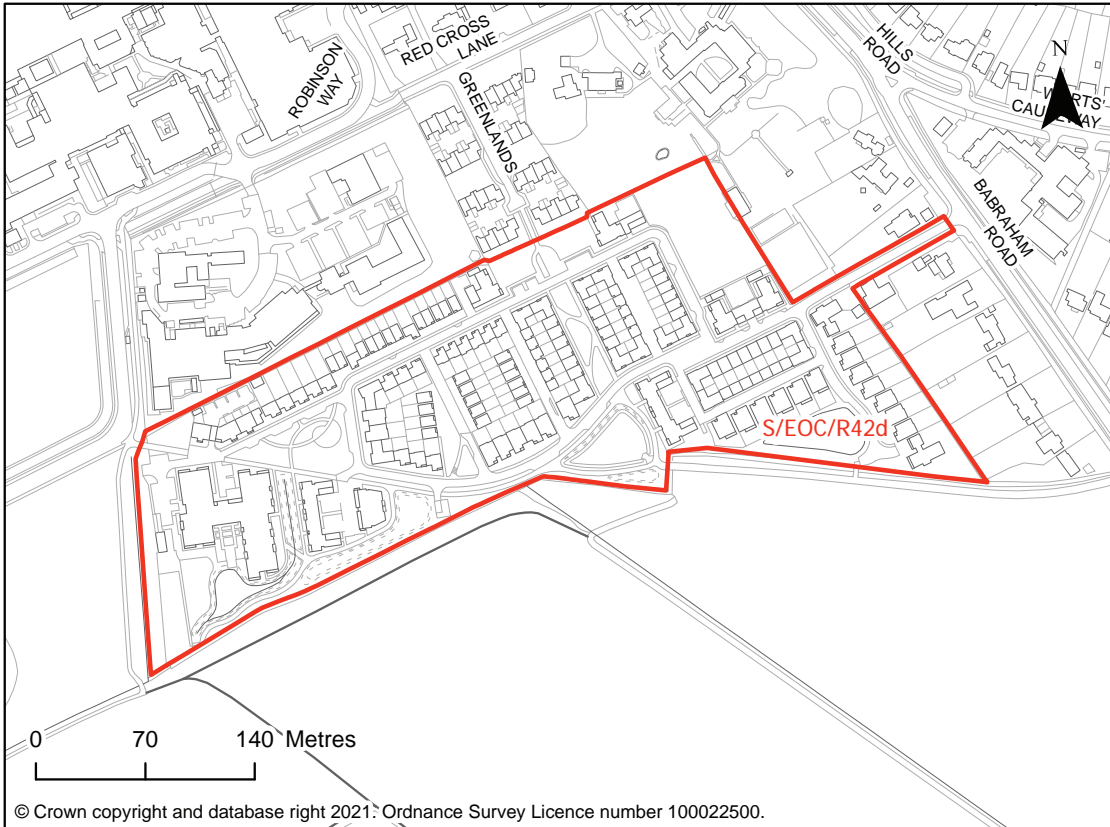 RED CROSS
LANE
ROBINSON
WAY
GREENLANDS
HILLS
ROAD
N
WORTS'
CAUSEWAY
BABRAHAM
ROAD
S/EOC/R42d
0 70 140 Metres
© Crown copyright and database right 2021. Ordnance Survey Licence number 100022500.